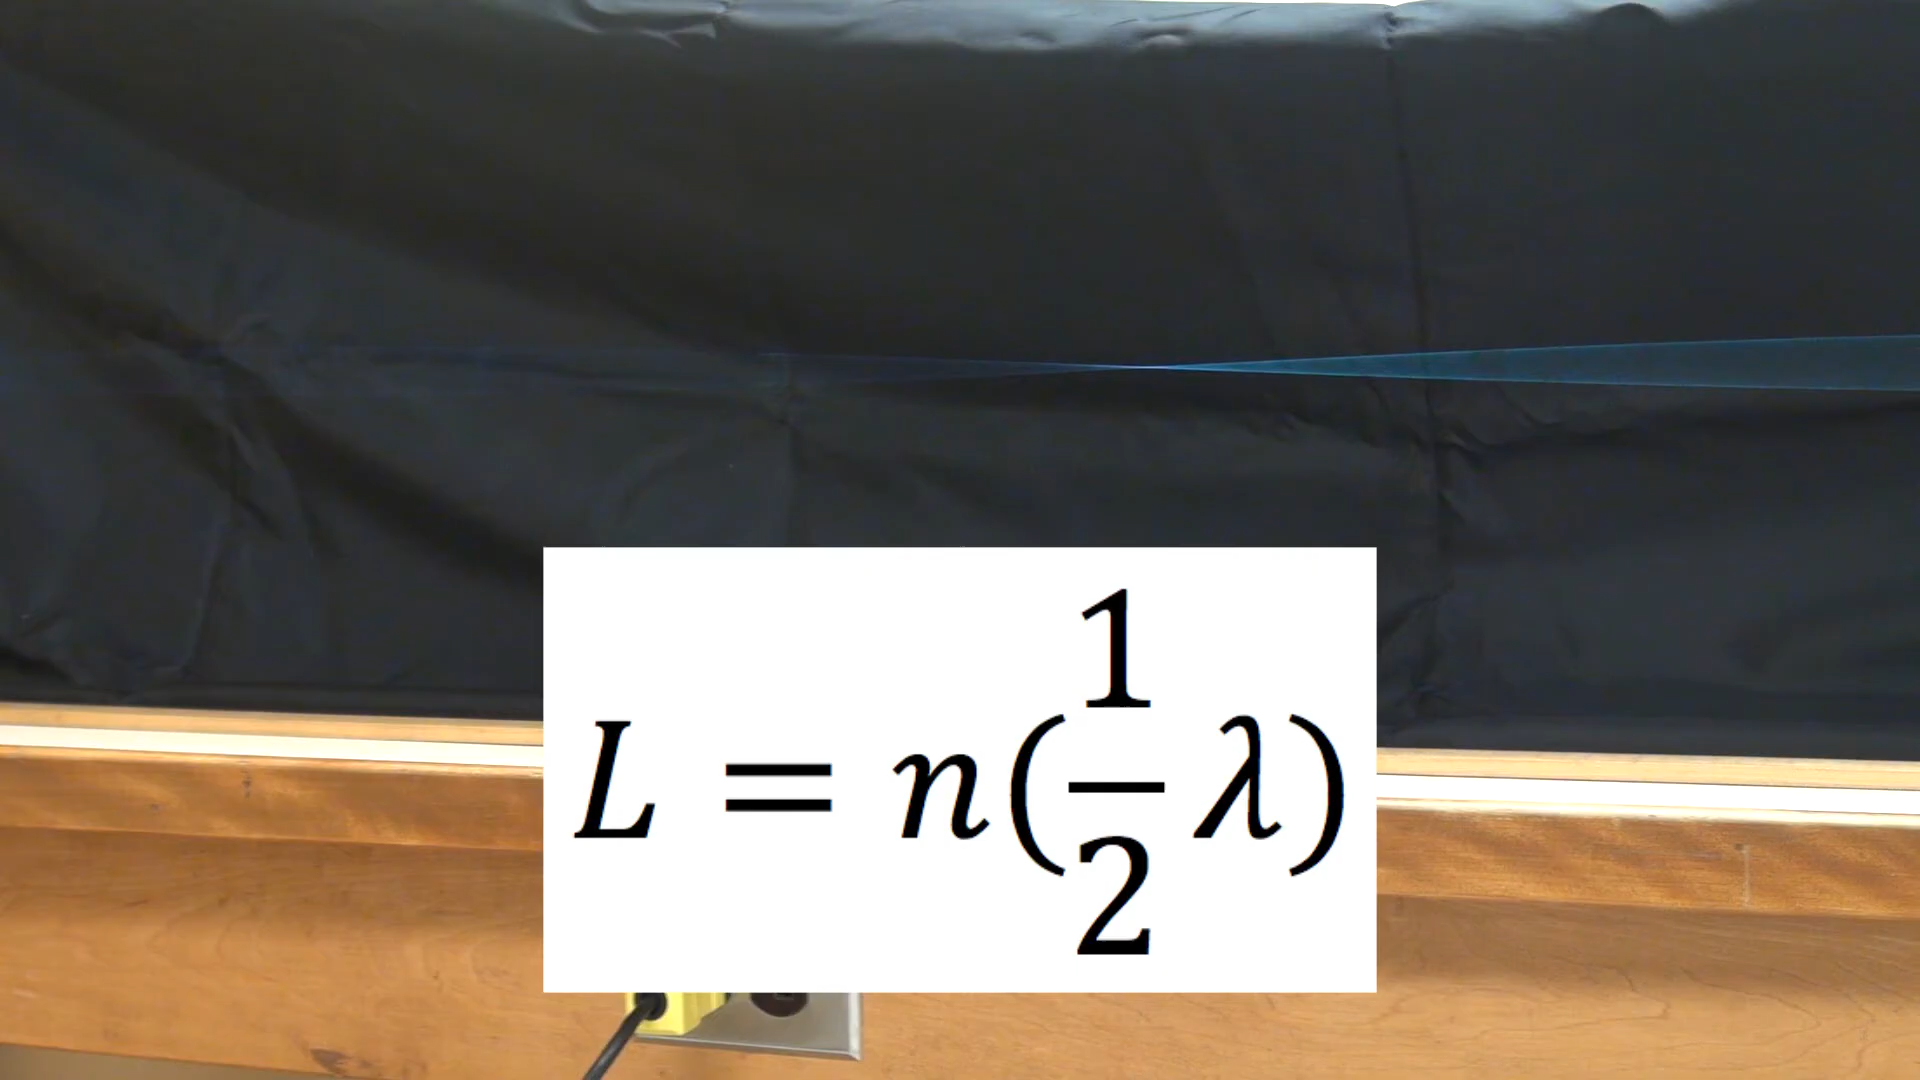 L = n(1/2 λ)